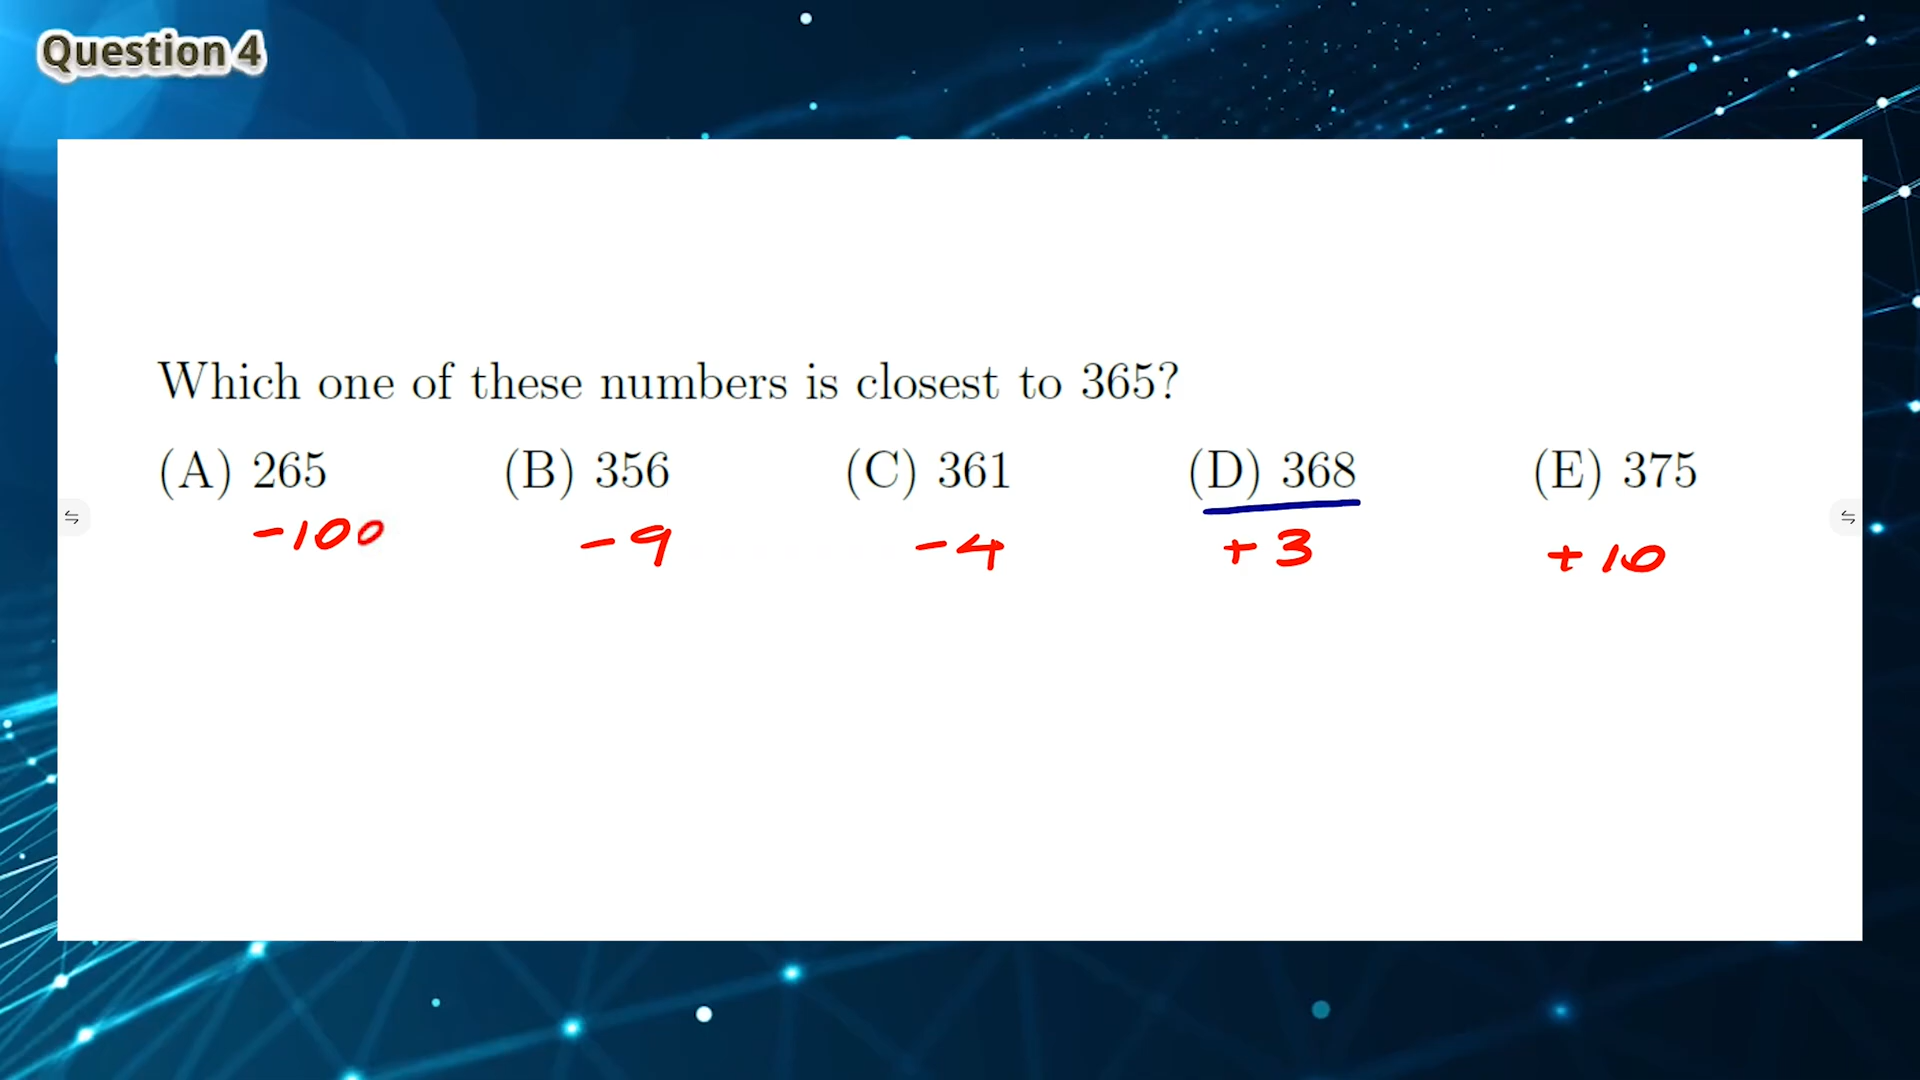 Question 4
Which one of these numbers is closest to 365?
(A) 265 (B) 356 (C) 361 (D) 368 (E) 375
-100 -9 -4 +3 +10